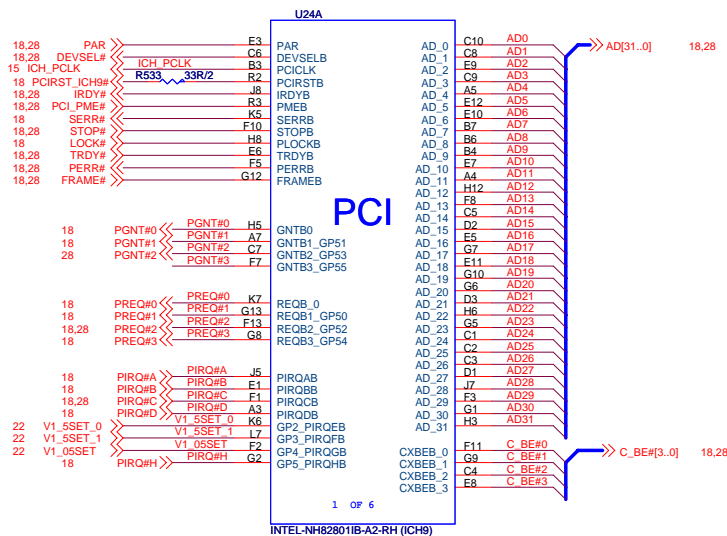 U24A
18,28 PAR E3 PAR AD_0 C10 AD0 AD[31..0] 18,28
18,28 DEVSEL# C6 DEVSELB AD_1 C8 AD1
15 ICH_PCLK ICH_PCLK B3 PCICLK AD_2 E9 AD2
18 PCIRST_ICH9# R533 33R/2 R2 PCIRSTB AD_3 C9 AD3
18,28 IRDY# J8 IRDYB AD_4 A5 AD4
18,28 PCI_PME# R3 PMEB AD_5 E12 AD5
18 SERR# K5 SERRB AD_6 E10 AD6
18,28 STOP# F10 STOPB AD_7 B7 AD7
18 LOCK# H8 PLOCKB AD_8 B6 AD8
18,28 TRDY# E6 TRDYB AD_9 B4 AD9
18,28 PERR# F5 PERRB AD_10 E7 AD10
18,28 FRAME# G12 FRAMEB AD_11 A4 AD11
AD_12 H12 AD12
AD_13 F8 AD13
PCI
AD_14 C5 AD14
18 PGNT#0 PGNT#0 H5 GNTB0 AD_15 D2 AD15
18 PGNT#1 PGNT#1 A7 GNTB1_GP51 AD_16 E5 AD16
28 PGNT#2 PGNT#2 C7 GNTB2_GP53 AD_17 G7 AD17
PGNT#3 F7 GNTB3_GP55 AD_18 E11 AD18
AD_19 G10 AD19
AD_20 G6 AD20
18 PREQ#0 PREQ#0 K7 REQB_0 AD_21 D3 AD21
18 PREQ#1 PREQ#1 G13 REQB1_GP50 AD_22 H6 AD22
18,28 PREQ#2 PREQ#2 F13 REQB2_GP52 AD_23 G5 AD23
18 PREQ#3 PREQ#3 G8 REQB3_GP54 AD_24 C1 AD24
AD_25 C2 AD25
AD_26 C3 AD26
18 PIRQ#A PIRQ#A J5 PIRQAB AD_27 D1 AD27
18 PIRQ#B PIRQ#B E1 PIRQBB AD_28 J7 AD28
18,28 PIRQ#C PIRQ#C F1 PIRQCB AD_29 F3 AD29
18 PIRQ#D PIRQ#D A3 PIRQDB AD_30 G1 AD30
22 V1_5SET_0 V1_5SET_0 K6 GP2_PIRQEB AD_31 H3 AD31
22 V1_5SET_1 V1_5SET_1 L7 GP3_PIRQFB
22 V1_05SET V1_05SET F2 GP4_PIRQGB CXBEB_0 F11 C_BE#0 C_BE#[3..0] 18,28
18 PIRQ#H PIRQ#H G2 GP5_PIRQHB CXBEB_1 G9 C_BE#1
CXBEB_2 C4 C_BE#2
CXBEB_3 E8 C_BE#3
1 OF 6
INTEL-NH82801IB-A2-RH (ICH9)